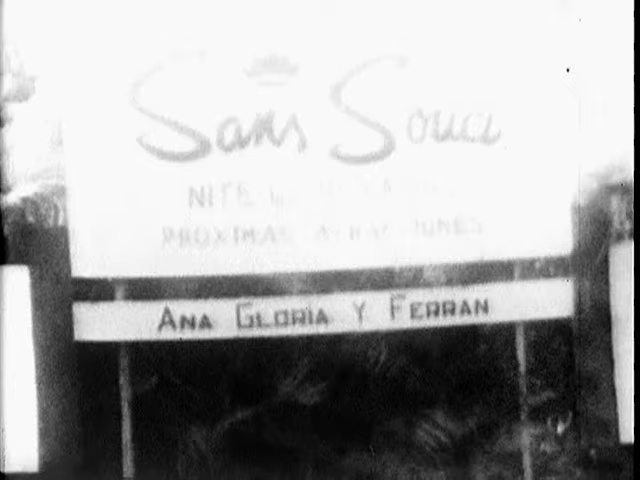 Sans Souci
NITE
PROXIMAS ATRACCIONES
ANA GLORIA Y FERRAN